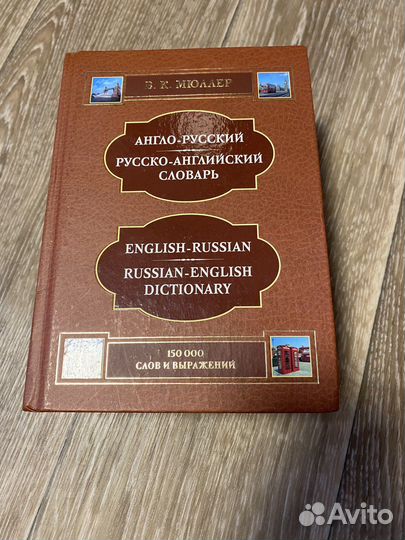 В. К. МЮЛЛЕР
АНГЛО-РУССКИЙ
РУССКО-АНГЛИЙСКИЙ
СЛОВАРЬ
ENGLISH-RUSSIAN
RUSSIAN-ENGLISH
DICTIONARY
150 000
СЛОВ И ВЫРАЖЕНИЙ
Avito